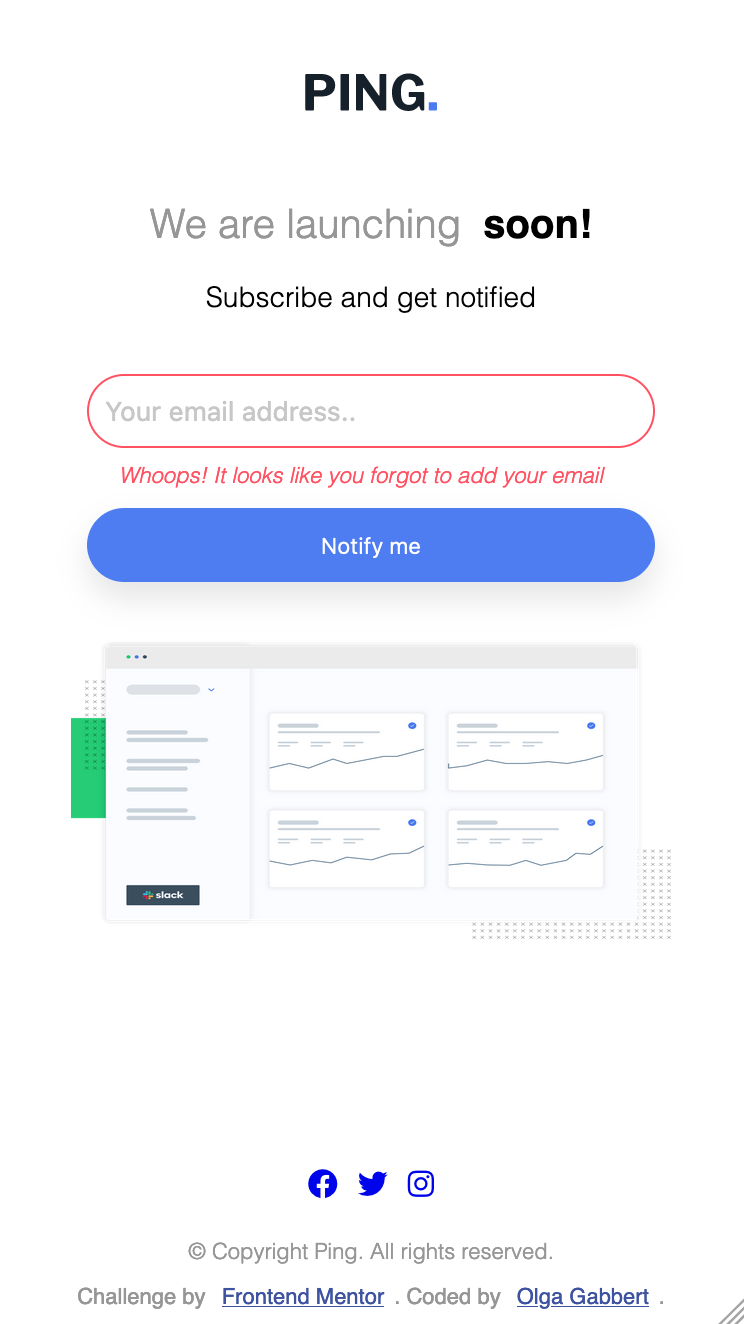 PING.
We are launching soon!
Subscribe and get notified
Your email address..
Whoops! It looks like you forgot to add your email
Notify me
slack
© Copyright Ping. All rights reserved.
Challenge by Frontend Mentor . Coded by Olga Gabbert .